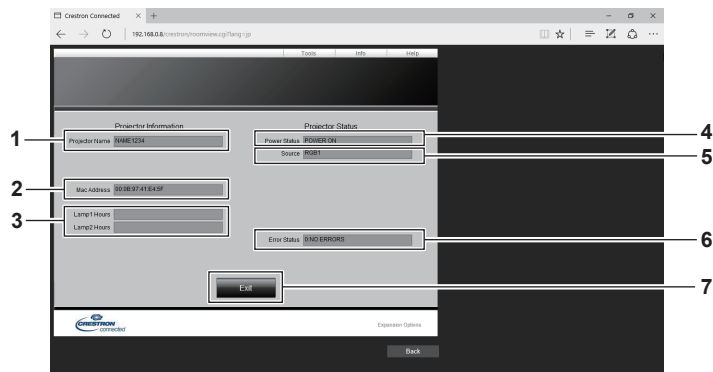 Crestron Connected
192.168.0.8/crestron/roomview.cgi?lang=jp
Tools Info Help
Projector Information
Projector Status
1
Projector Name NAME1234
Power Status POWER ON
4
Source RGB1
5
2
Mac Address 00:0B:97:41:E4:5F
3
Lamp1 Hours
Lamp2 Hours
Error Status 0:NO ERRORS
6
Exit
7
CRESTRON
connected
Expansion Options
Back